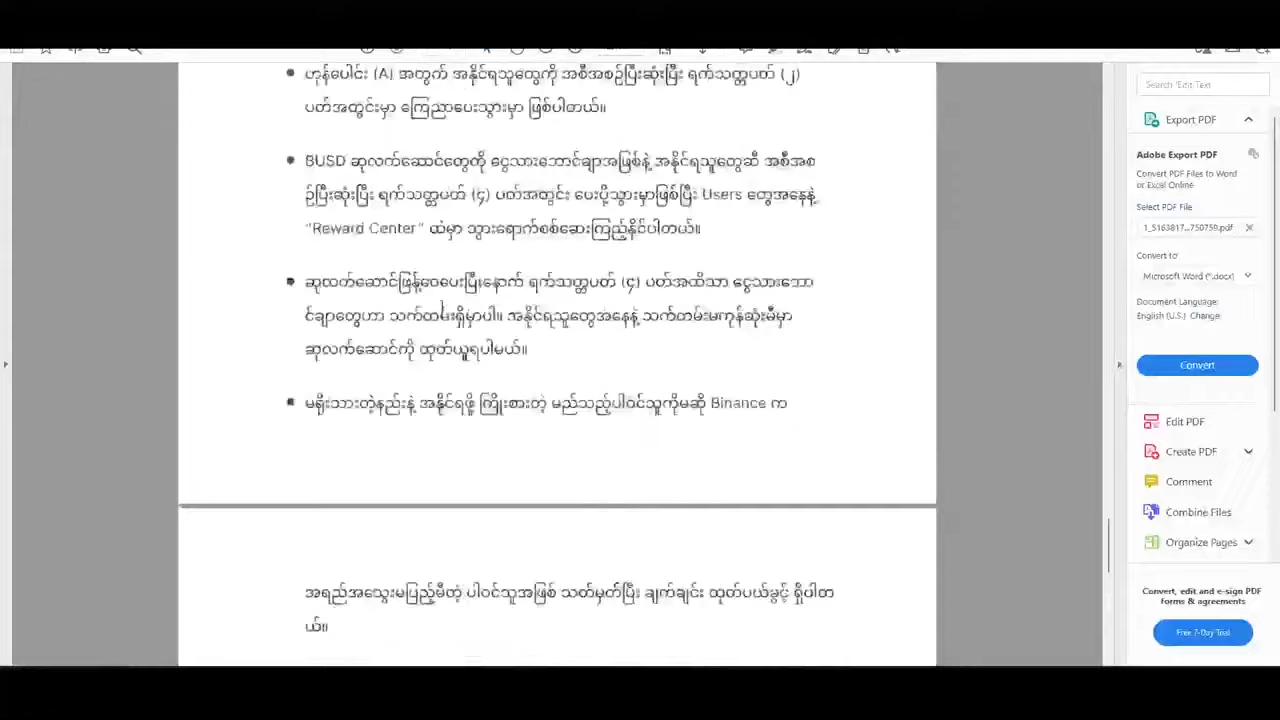 ဟုန်ပေါင်း (A) အတွက် အနိုင်ရသူတွေကို အစီအစဉ်ပြီးဆုံးပြီး ရက်သတ္တပတ် (၂)
ပတ်အတွင်းမှာ ကြေညာပေးသွားမှာ ဖြစ်ပါတယ်။
BUSD ဆုလက်ဆောင်တွေကို ငွေသားဘောင်ချာအဖြစ်နဲ့ အနိုင်ရသူတွေဆီ အစီအစ
ဉ်ပြီးဆုံးပြီး ရက်သတ္တပတ် (၄) ပတ်အတွင်း ပေးပို့သွားမှာဖြစ်ပြီး Users တွေအနေနဲ့
"Reward Center" ထဲမှာ သွားရောက်စစ်ဆေးကြည့်နိုင်ပါတယ်။
ဆုလက်ဆောင်ဖြန့်ဝေပေးပြီးနောက် ရက်သတ္တပတ် (၄) ပတ်အထိသာ ငွေသားဘော
င်ချာတွေဟာ သက်တမ်းရှိမှာပါ။ အနိုင်ရသူတွေအနေနဲ့ သက်တမ်းမကုန်ဆုံးမီမှာ
ဆုလက်ဆောင်ကို ထုတ်ယူရပါမယ်။
မရိုးသားတဲ့နည်းနဲ့ အနိုင်ရဖို့ ကြိုးစားတဲ့ မည်သည့်ပါဝင်သူကိုမဆို Binance က
အရည်အသွေးမပြည့်မီတဲ့ ပါဝင်သူအဖြစ် သတ်မှတ်ပြီး ချက်ချင်း ထုတ်ပယ်ခွင့် ရှိပါတ
ယ်။
Search 'Edit Text'
Export PDF
Adobe Export PDF
Convert PDF Files to Word
or Excel Online
Select PDF File
1_5163817...750759.pdf
Convert to
Microsoft Word (*.docx)
Document Language:
English (U.S.) Change
Convert
Edit PDF
Create PDF
Comment
Combine Files
Organize Pages
Convert, edit and e-sign PDF
forms & agreements
Free 7-Day Trial